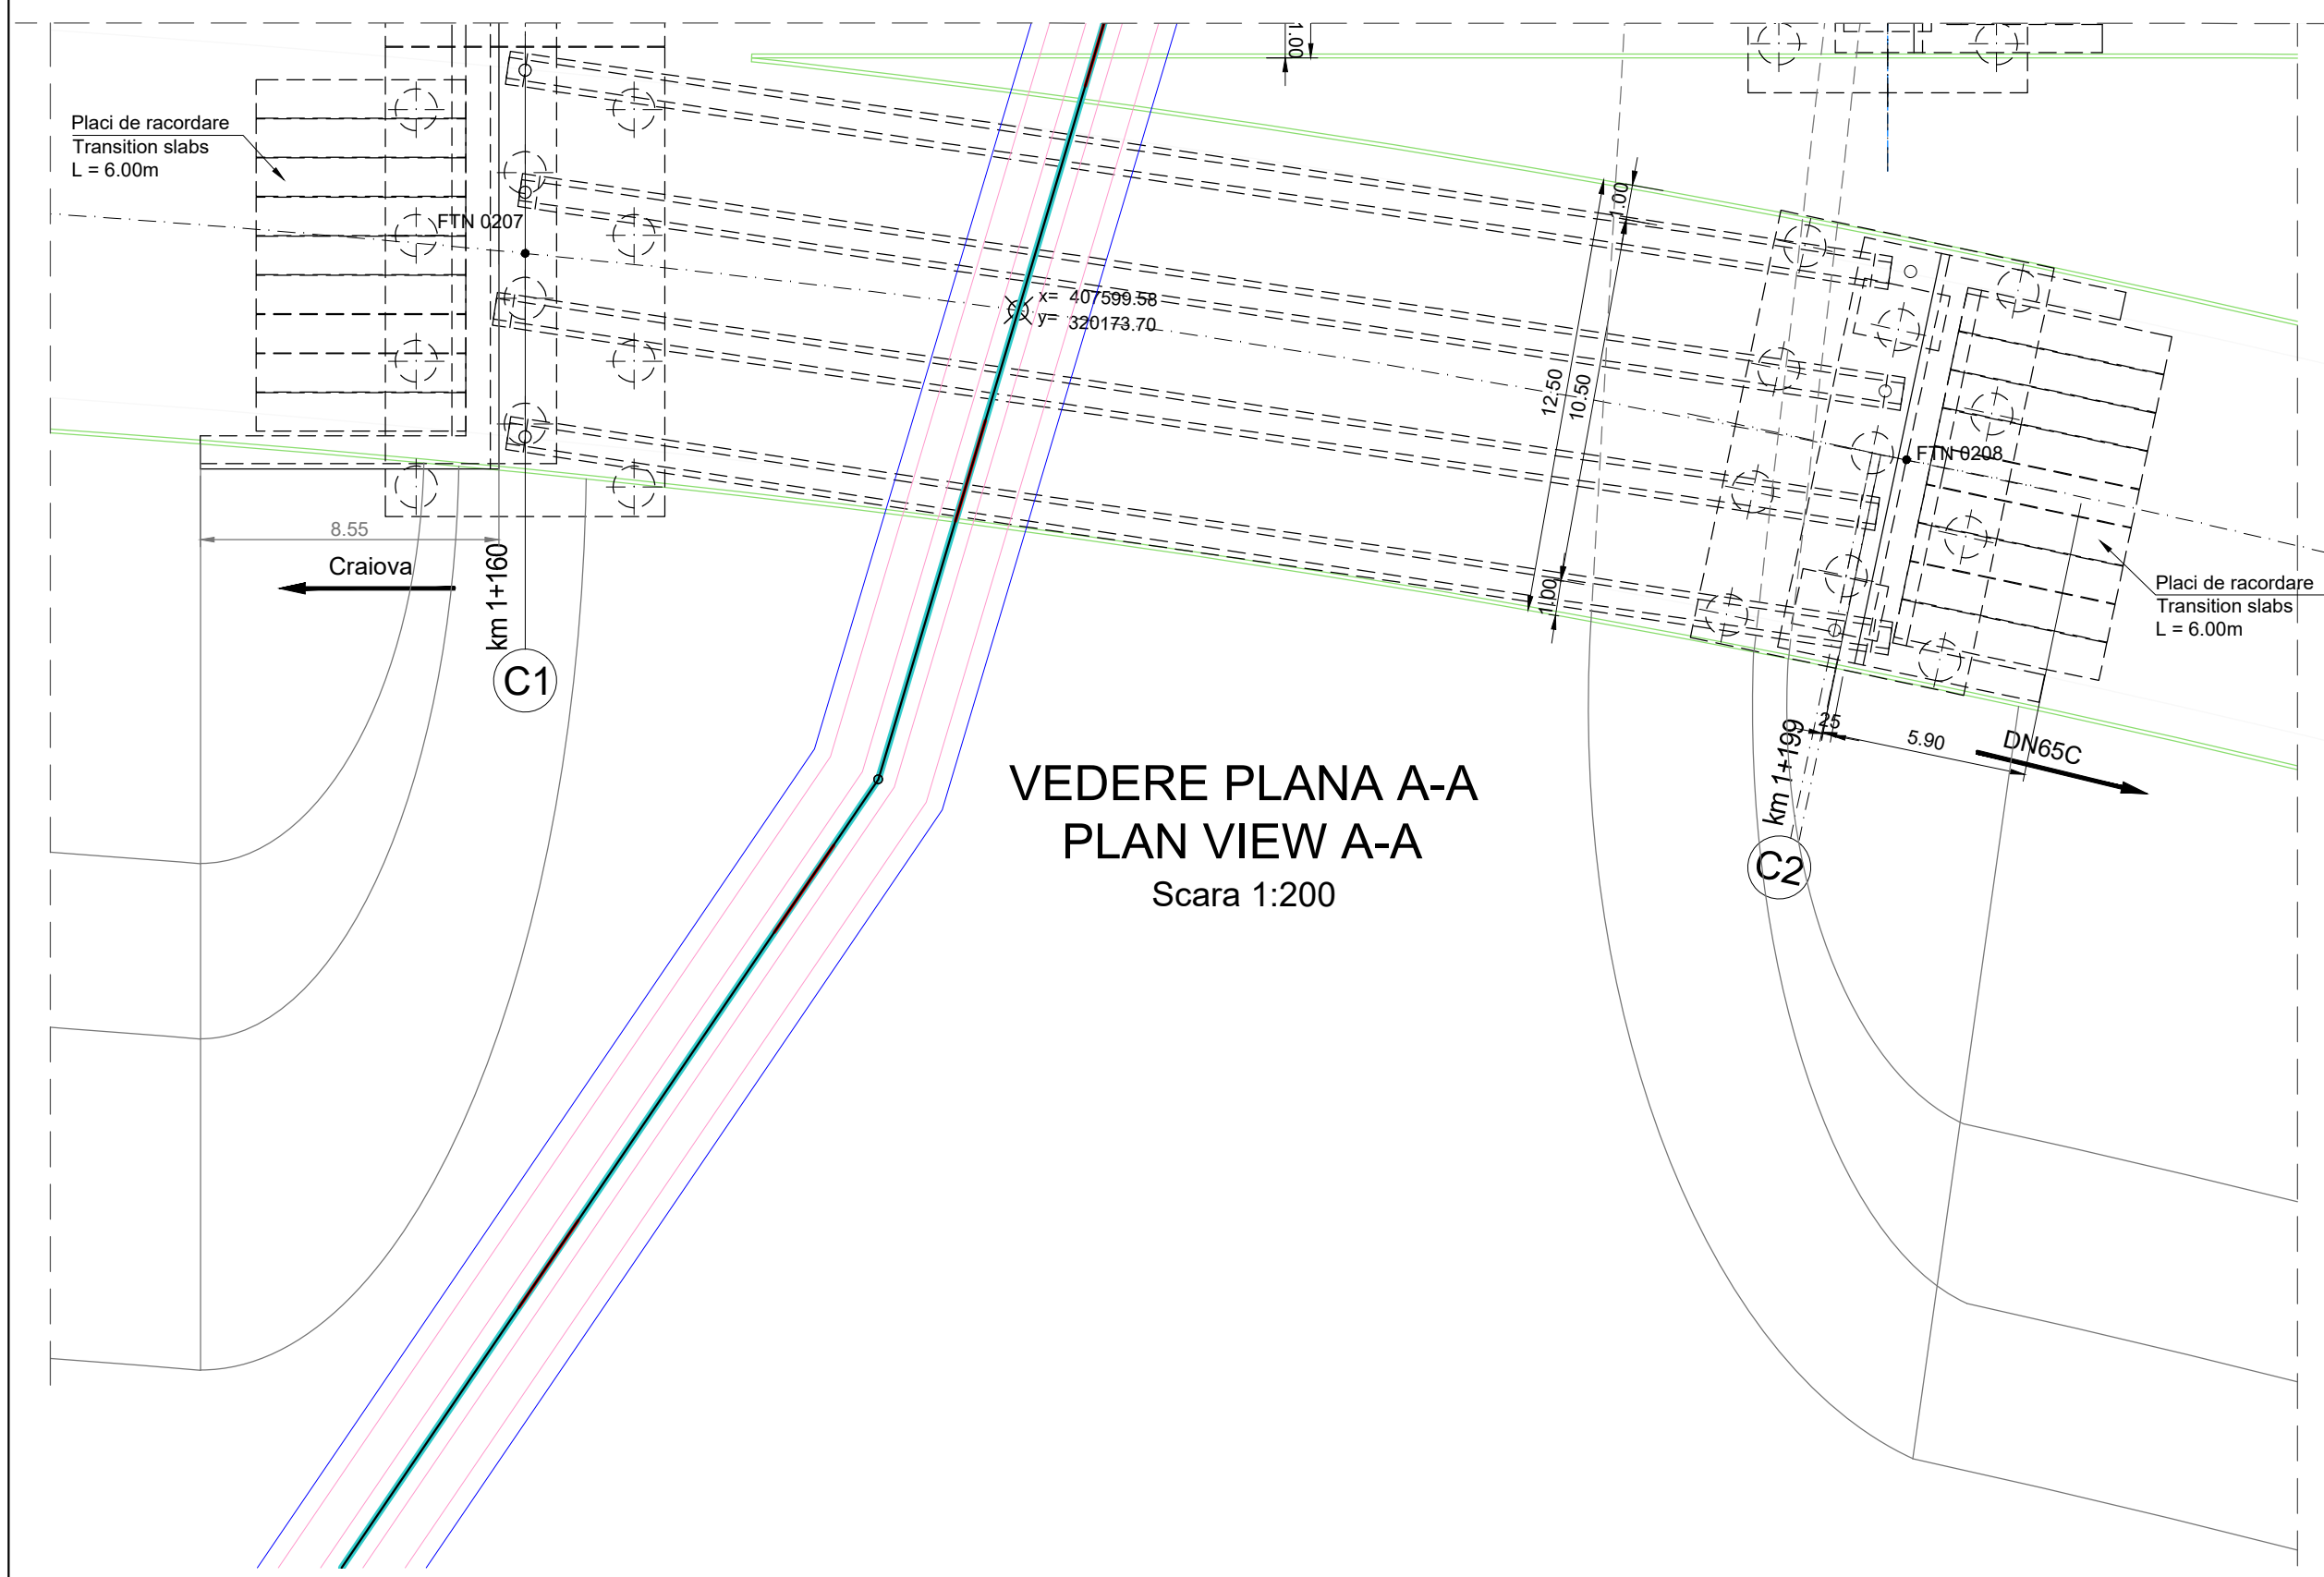 1.00
Placi de racordare
Transition slabs
L = 6.00m
FTN 0207
1.00
x= 407599.58
y= 320173.70
12.50
10.50
FTN 0208
8.55
Craiova
km 1+160
C1
1.00
Placi de racordare
Transition slabs
L = 6.00m
25
5.90
DN65C
km 1+199
C2
VEDERE PLANA A-A
PLAN VIEW A-A
Scara 1:200